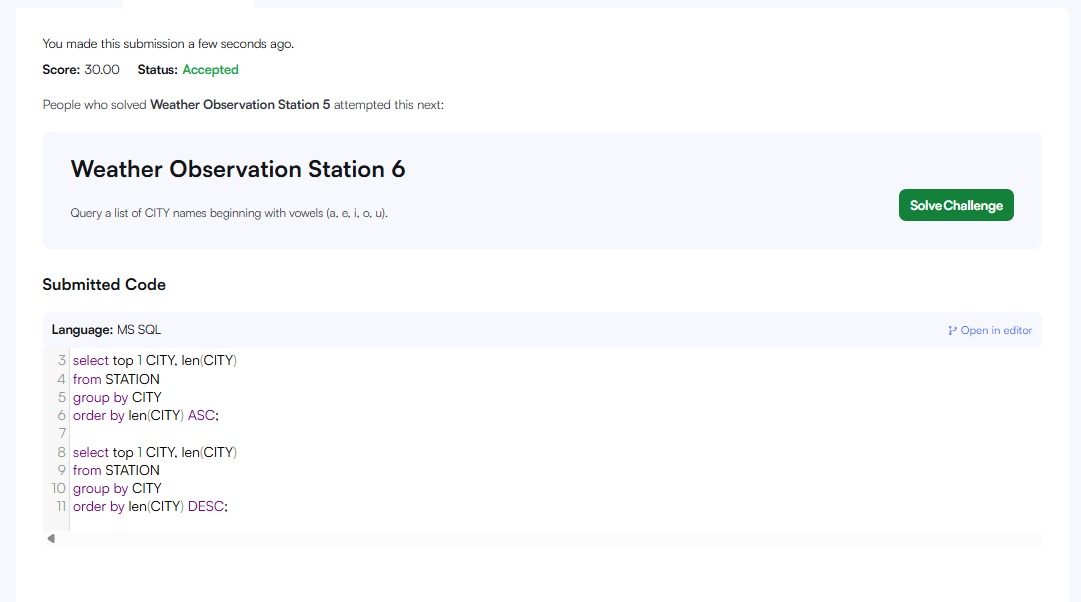 You made this submission a few seconds ago.
Score: 30.00 Status: Accepted
People who solved Weather Observation Station 5 attempted this next:
Weather Observation Station 6
Query a list of CITY names beginning with vowels (a, e, i, o, u).
Solve Challenge
Submitted Code
Language: MS SQL
Open in editor
3 select top 1 CITY, len(CITY)
4 from STATION
5 group by CITY
6 order by len(CITY) ASC;
7
8 select top 1 CITY, len(CITY)
9 from STATION
10 group by CITY
11 order by len(CITY) DESC;